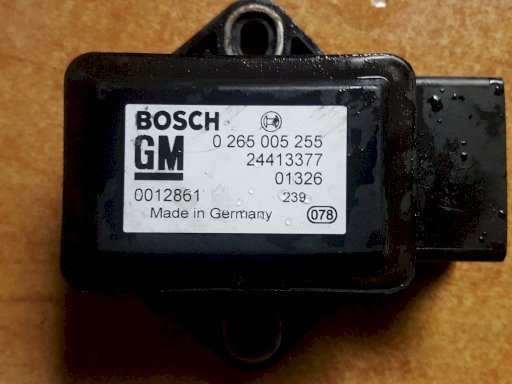 BOSCH
GM 0 265 005 255
24413377
01326
0012861 239
Made in Germany 078